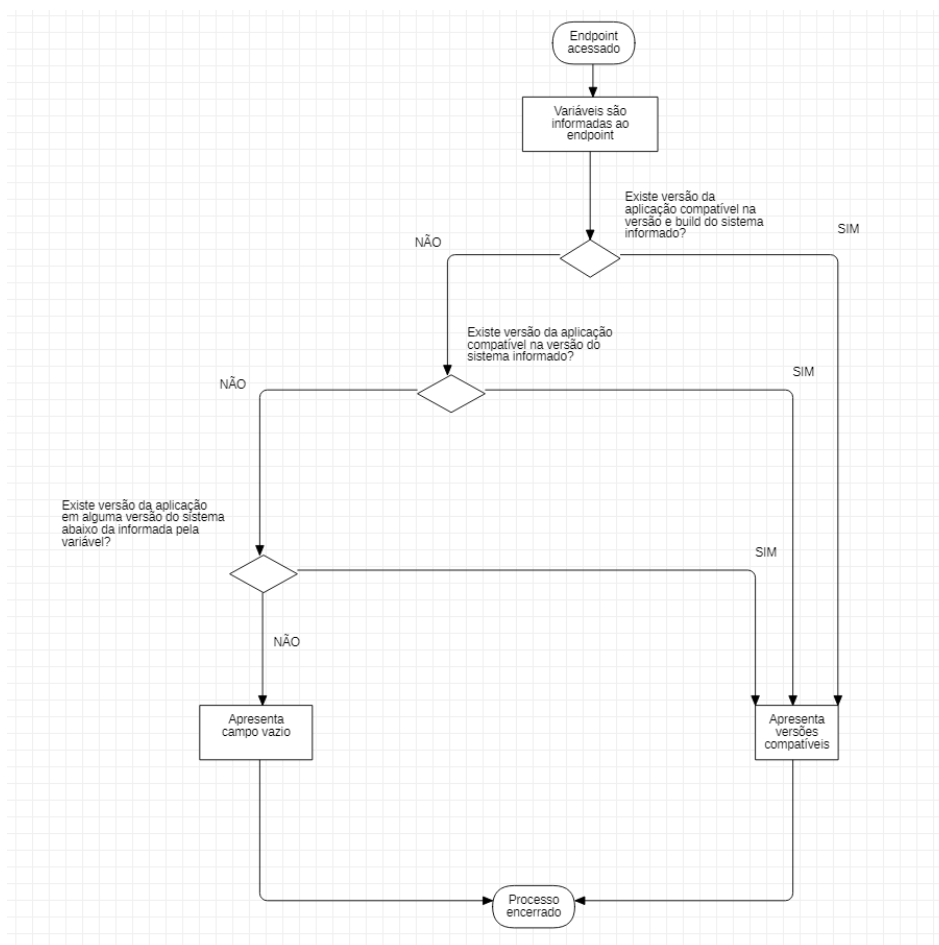 Endpoint
acessado
Variáveis são
informadas ao
endpoint
Existe versão da
aplicação compatível na
versão e build do sistema
informado?
NÃO
SIM
Existe versão da aplicação
compatível na versão do
sistema informado?
NÃO
SIM
Existe versão da aplicação
em alguma versão do sistema
abaixo da informada pela
variável?
SIM
NÃO
Apresenta
campo vazio
Apresenta
versões
compatíveis
Processo
encerrado